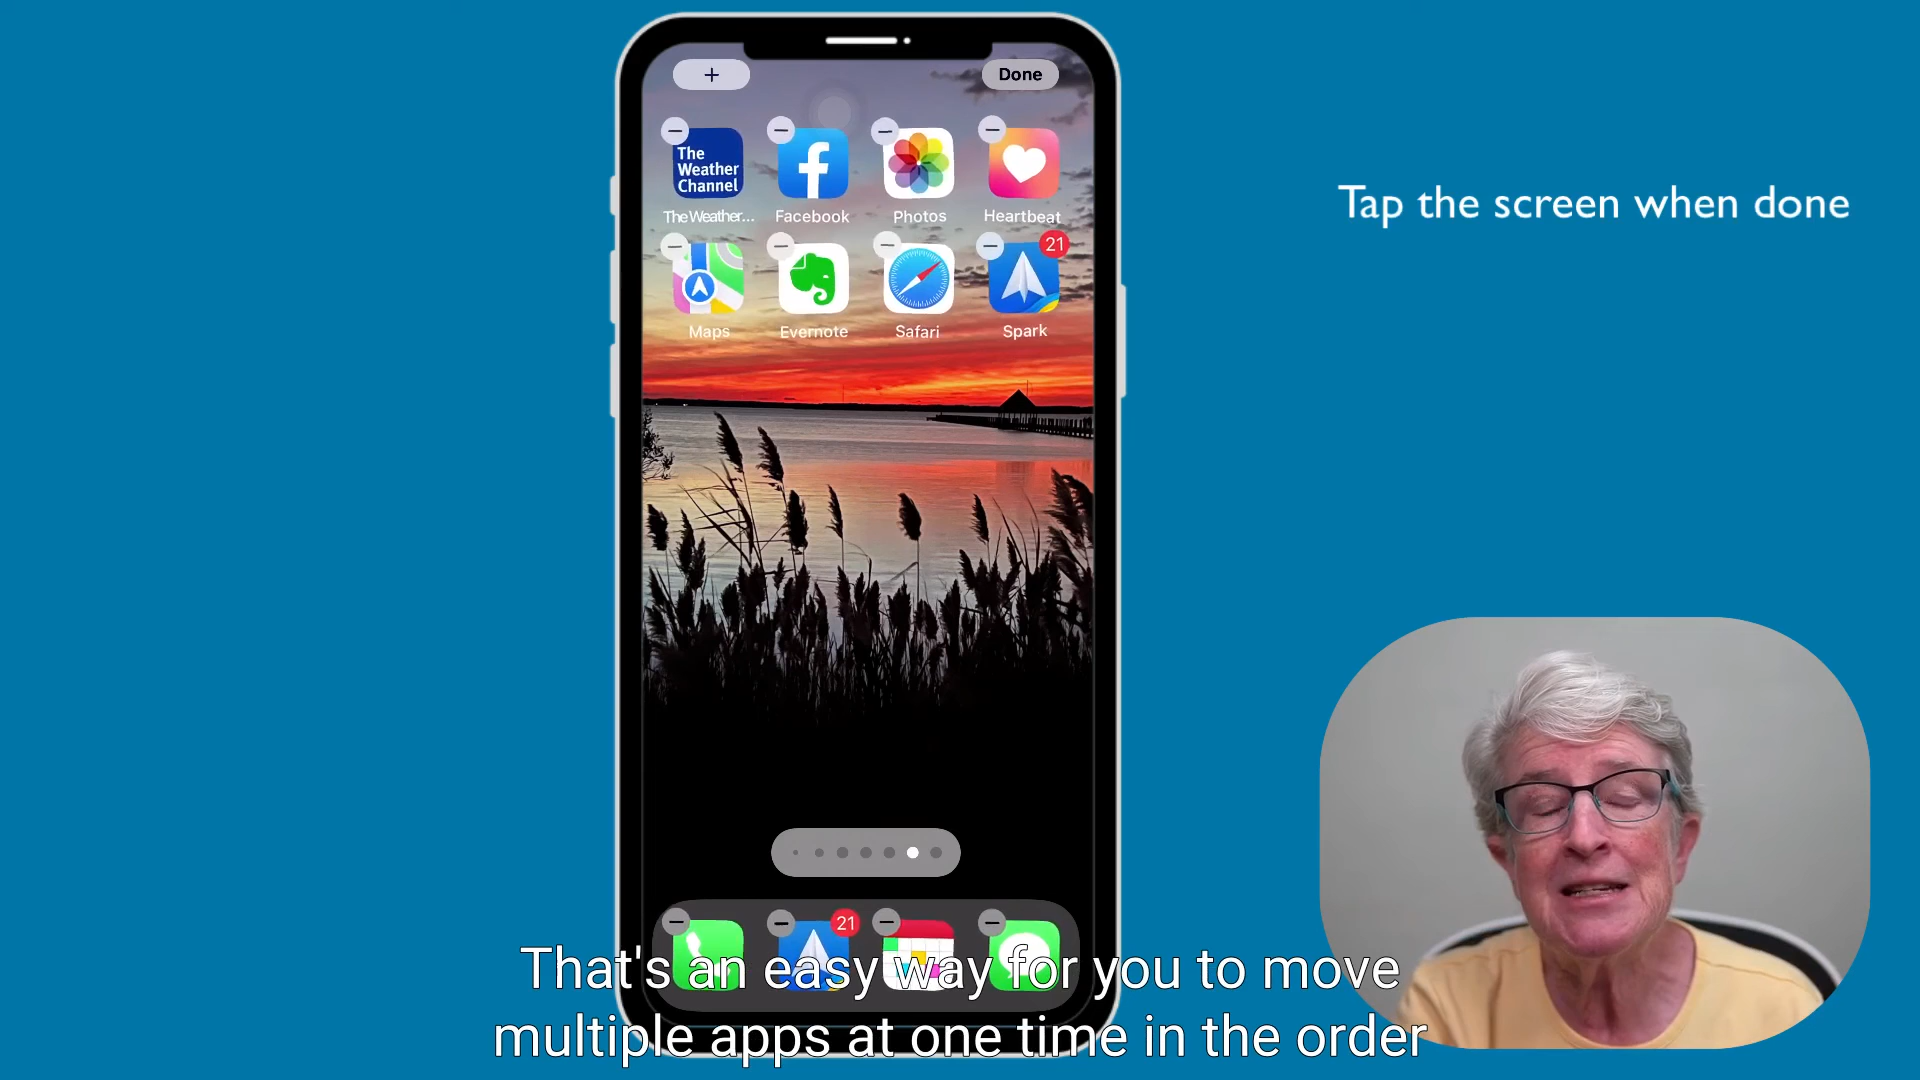 +
Done
The
Weather
Channel
The Weather...
Facebook
Photos
Heartbeat
21
Maps
Evernote
Safari
Spark
21
Tap the screen when done
That's an easy way for you to move
multiple apps at one time in the order